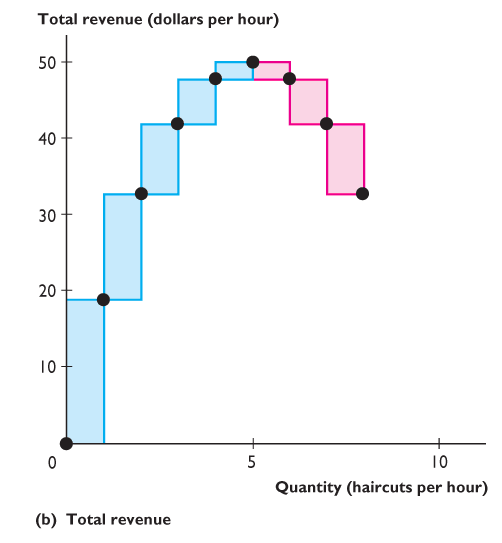 Total revenue (dollars per hour)
50
40
30
20
10
0
5
10
Quantity (haircuts per hour)
(b) Total revenue